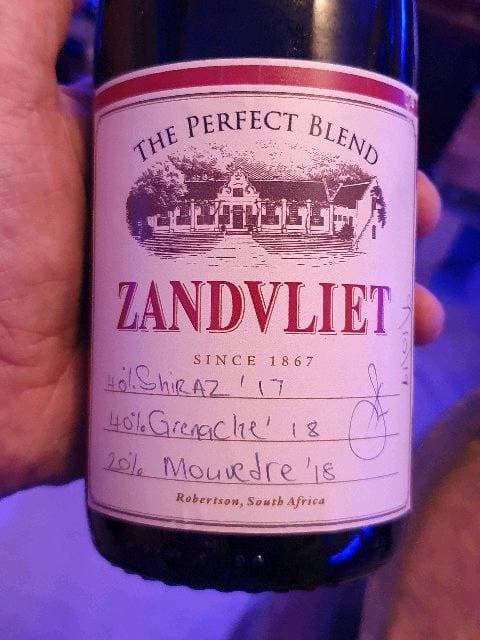 THE PERFECT BLEND
ZANDVLIET
SINCE 1867
40% SHIRAZ '17
40% Grenache' 18
20% Mouvedre '18
Robertson, South Africa